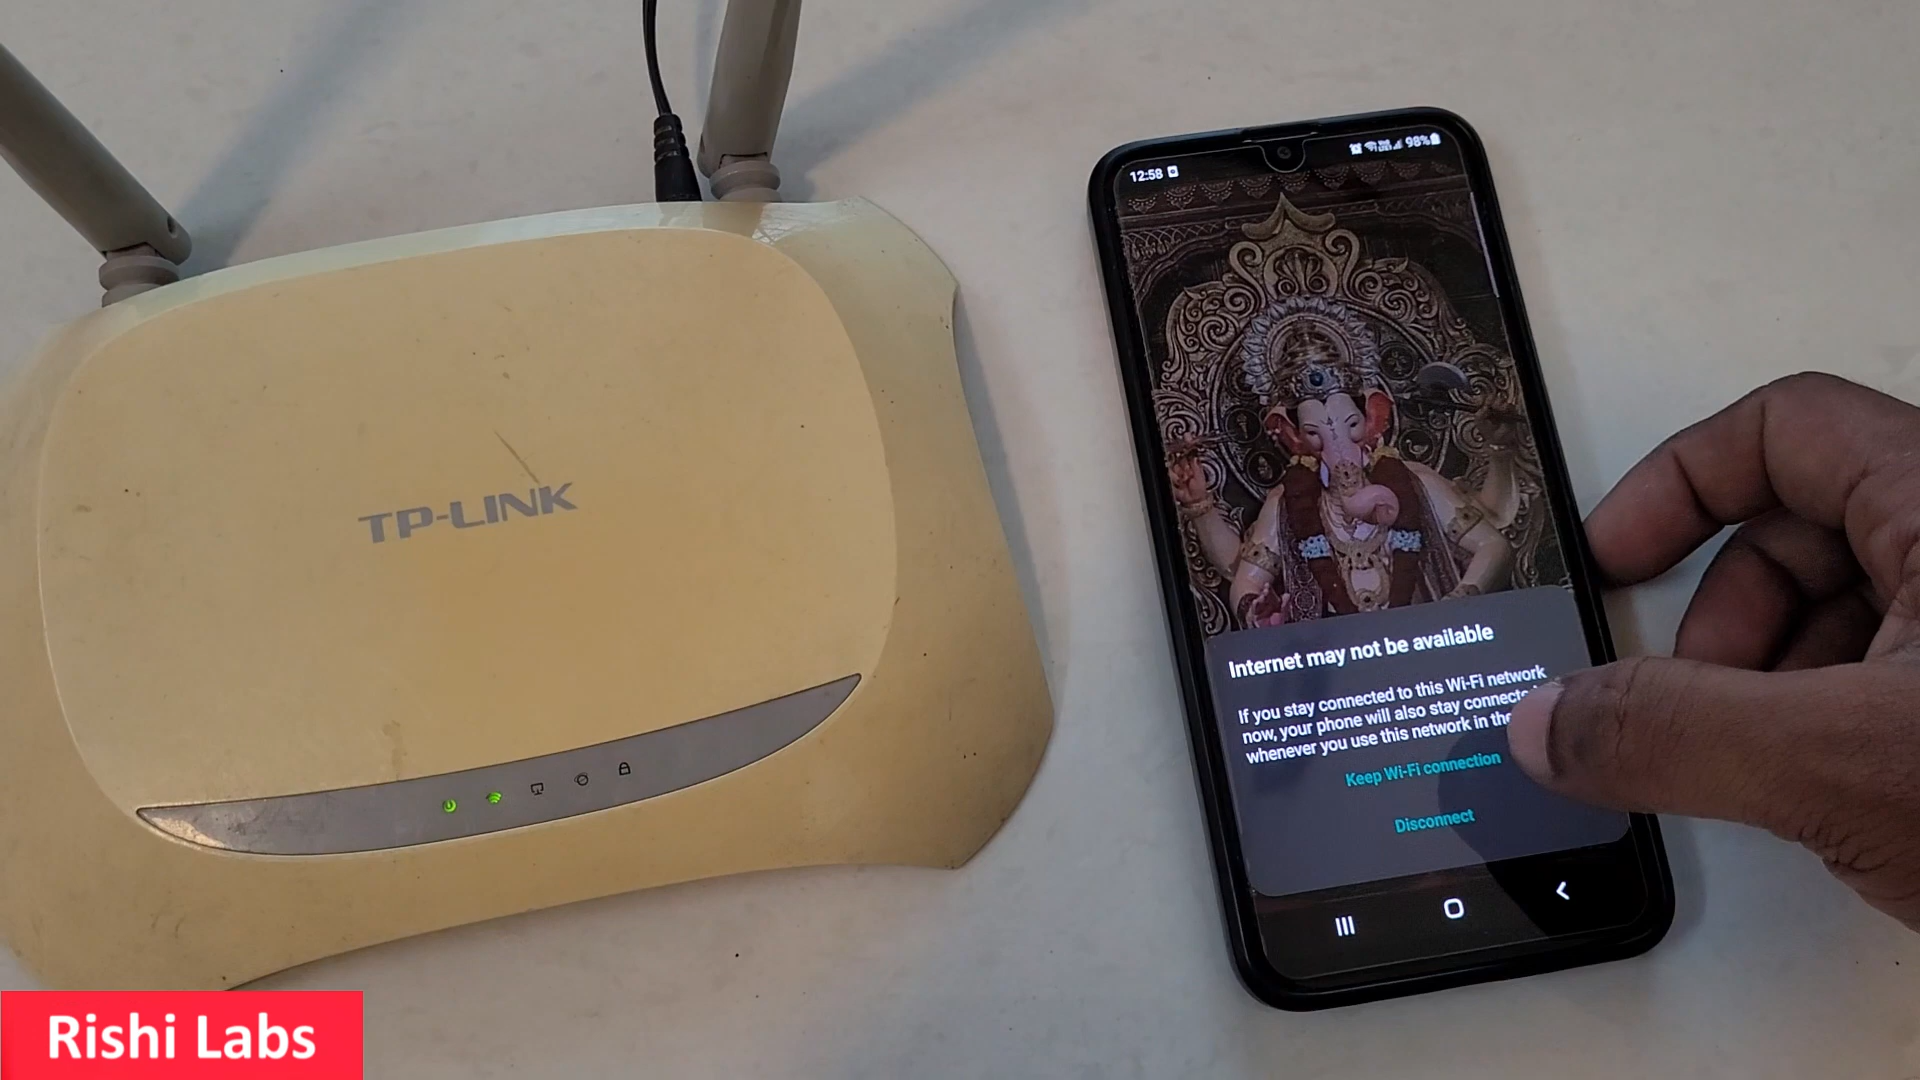 TP-LINK
12:58
98%
Internet may not be available
If you stay connected to this Wi-Fi network
now, your phone will also stay
whenever you use this network in
Keep Wi-Fi connection
Disconnect
Rishi Labs